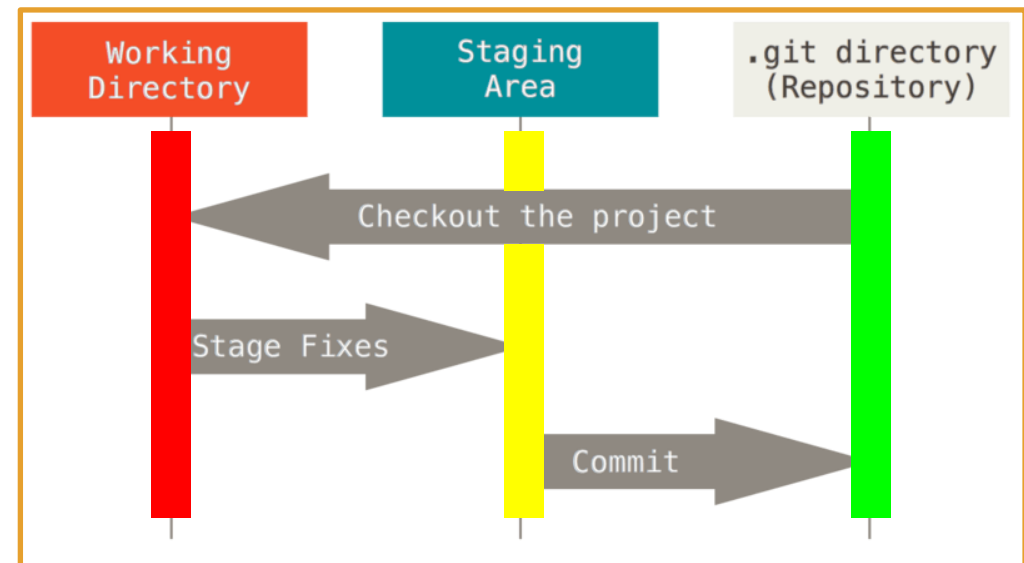 Working
Directory
Staging
Area
.git directory
(Repository)
Checkout the project
Stage Fixes
Commit